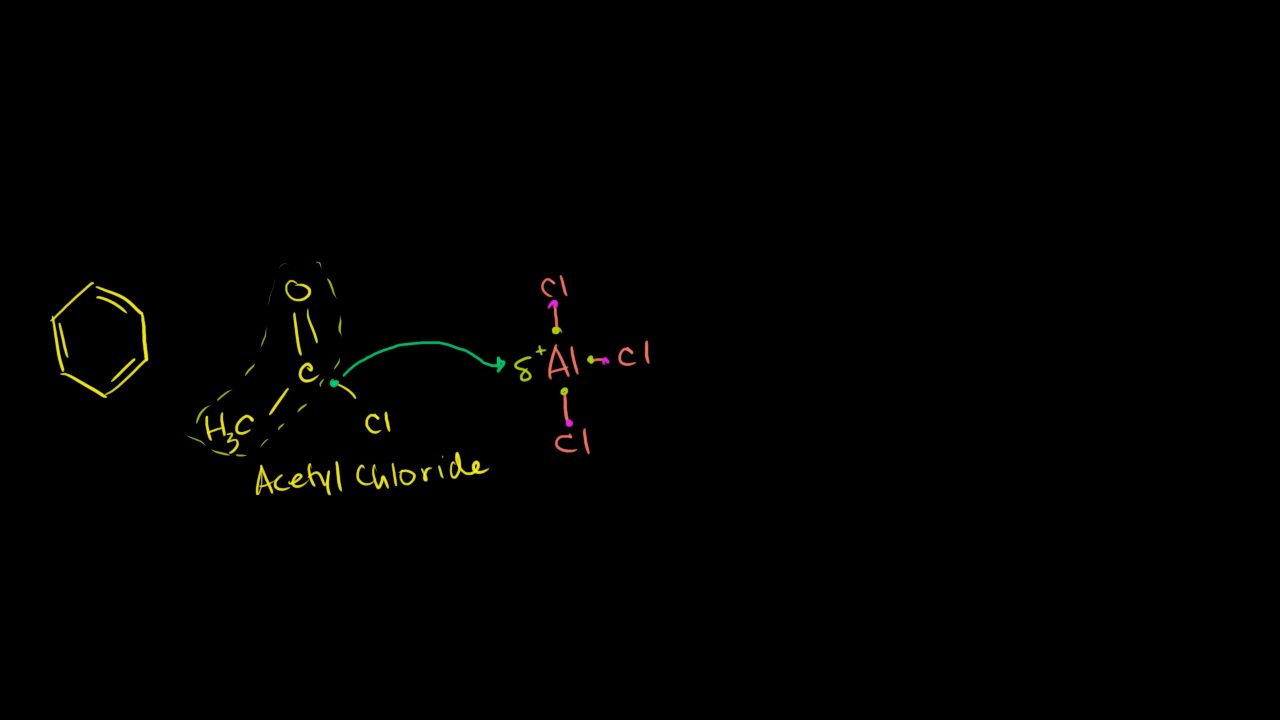 O
C
H₃C
Cl
Acetyl Chloride
Cl
δ⁺ Al Cl
Cl